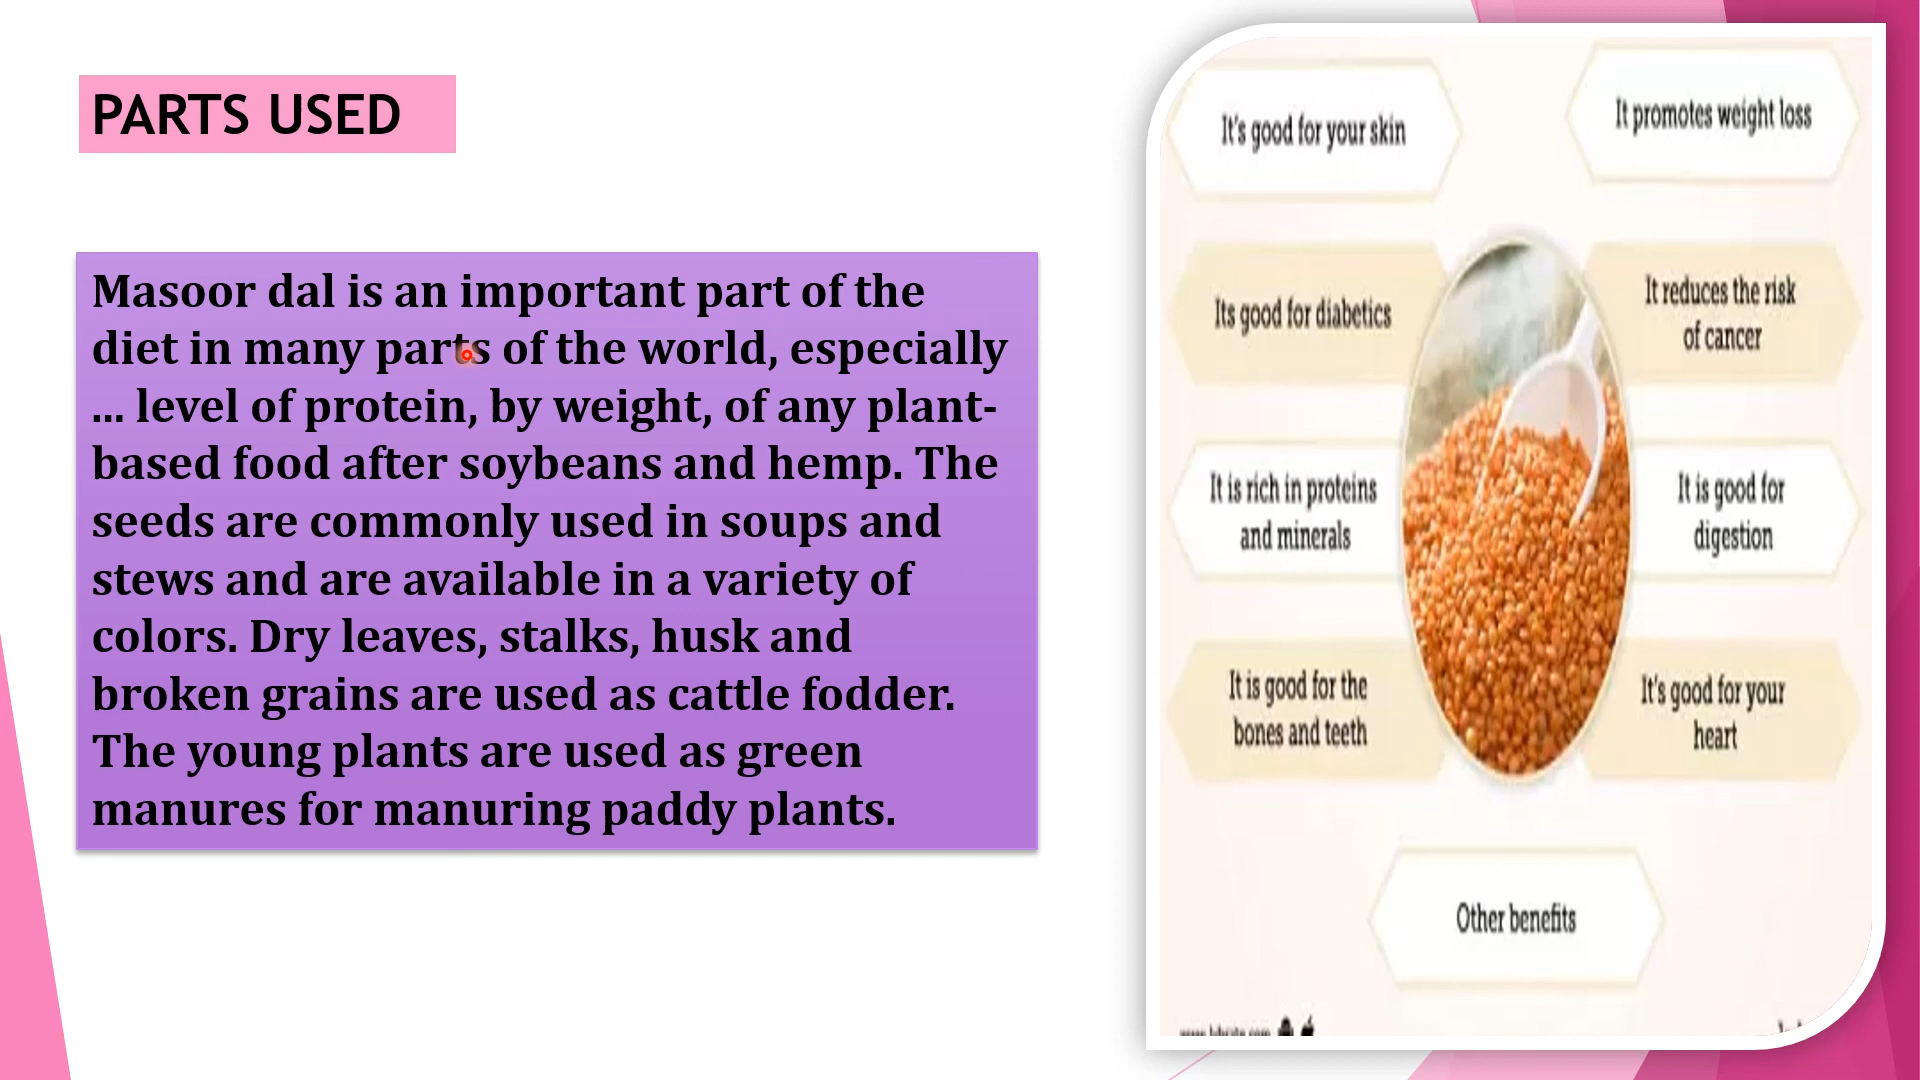 PARTS USED
Masoor dal is an important part of the
diet in many parts of the world, especially
... level of protein, by weight, of any plant-
based food after soybeans and hemp. The
seeds are commonly used in soups and
stews and are available in a variety of
colors. Dry leaves, stalks, husk and
broken grains are used as cattle fodder.
The young plants are used as green
manures for manuring paddy plants.
It's good for your skin
It promotes weight loss
Its good for diabetics
It reduces the risk
of cancer
It is rich in proteins
and minerals
It is good for
digestion
It is good for the
bones and teeth
It's good for your
heart
Other benefits